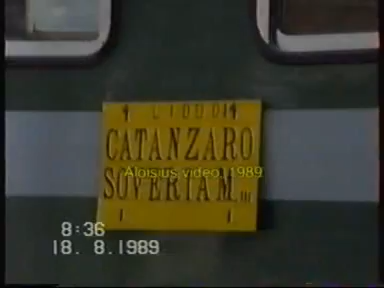 CATANZARO
Aloisius video. 1989
SOVERIA M.
8:36
18. 8.1989